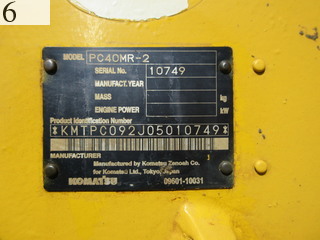 6
MODEL PC40MR-2
SERIAL No. 10749
MANUFACT. YEAR
MASS kg
ENGINE POWER kW
Product Identification Number
*KMTPC092J05010749*
MANUFACTURER
Manufactured by Komatsu Zenoah Co.
for Komatsu Ltd., Tokyo, Japan
KOMATSU 09601-10031